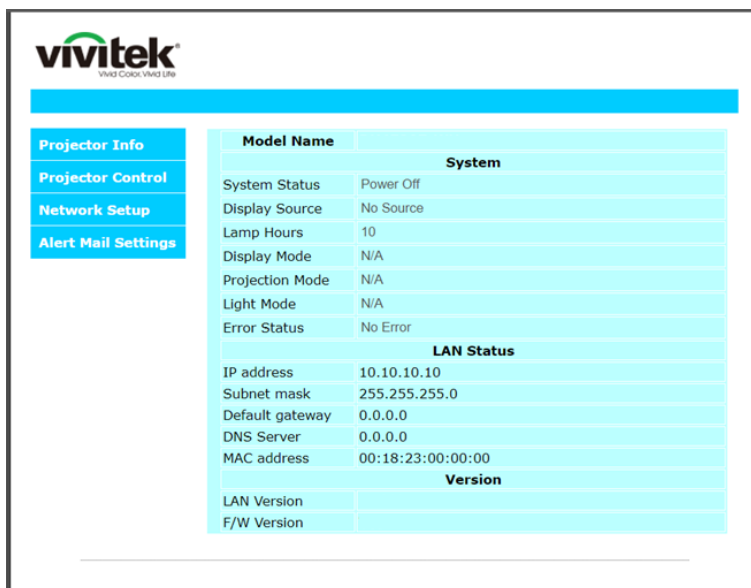 vivitek®
Vivid Color, Vivid Life
Projector Info
Projector Control
Network Setup
Alert Mail Settings
Model Name
System
System Status Power Off
Display Source No Source
Lamp Hours 10
Display Mode N/A
Projection Mode N/A
Light Mode N/A
Error Status No Error
LAN Status
IP address 10.10.10.10
Subnet mask 255.255.255.0
Default gateway 0.0.0.0
DNS Server 0.0.0.0
MAC address 00:18:23:00:00:00
Version
LAN Version
F/W Version